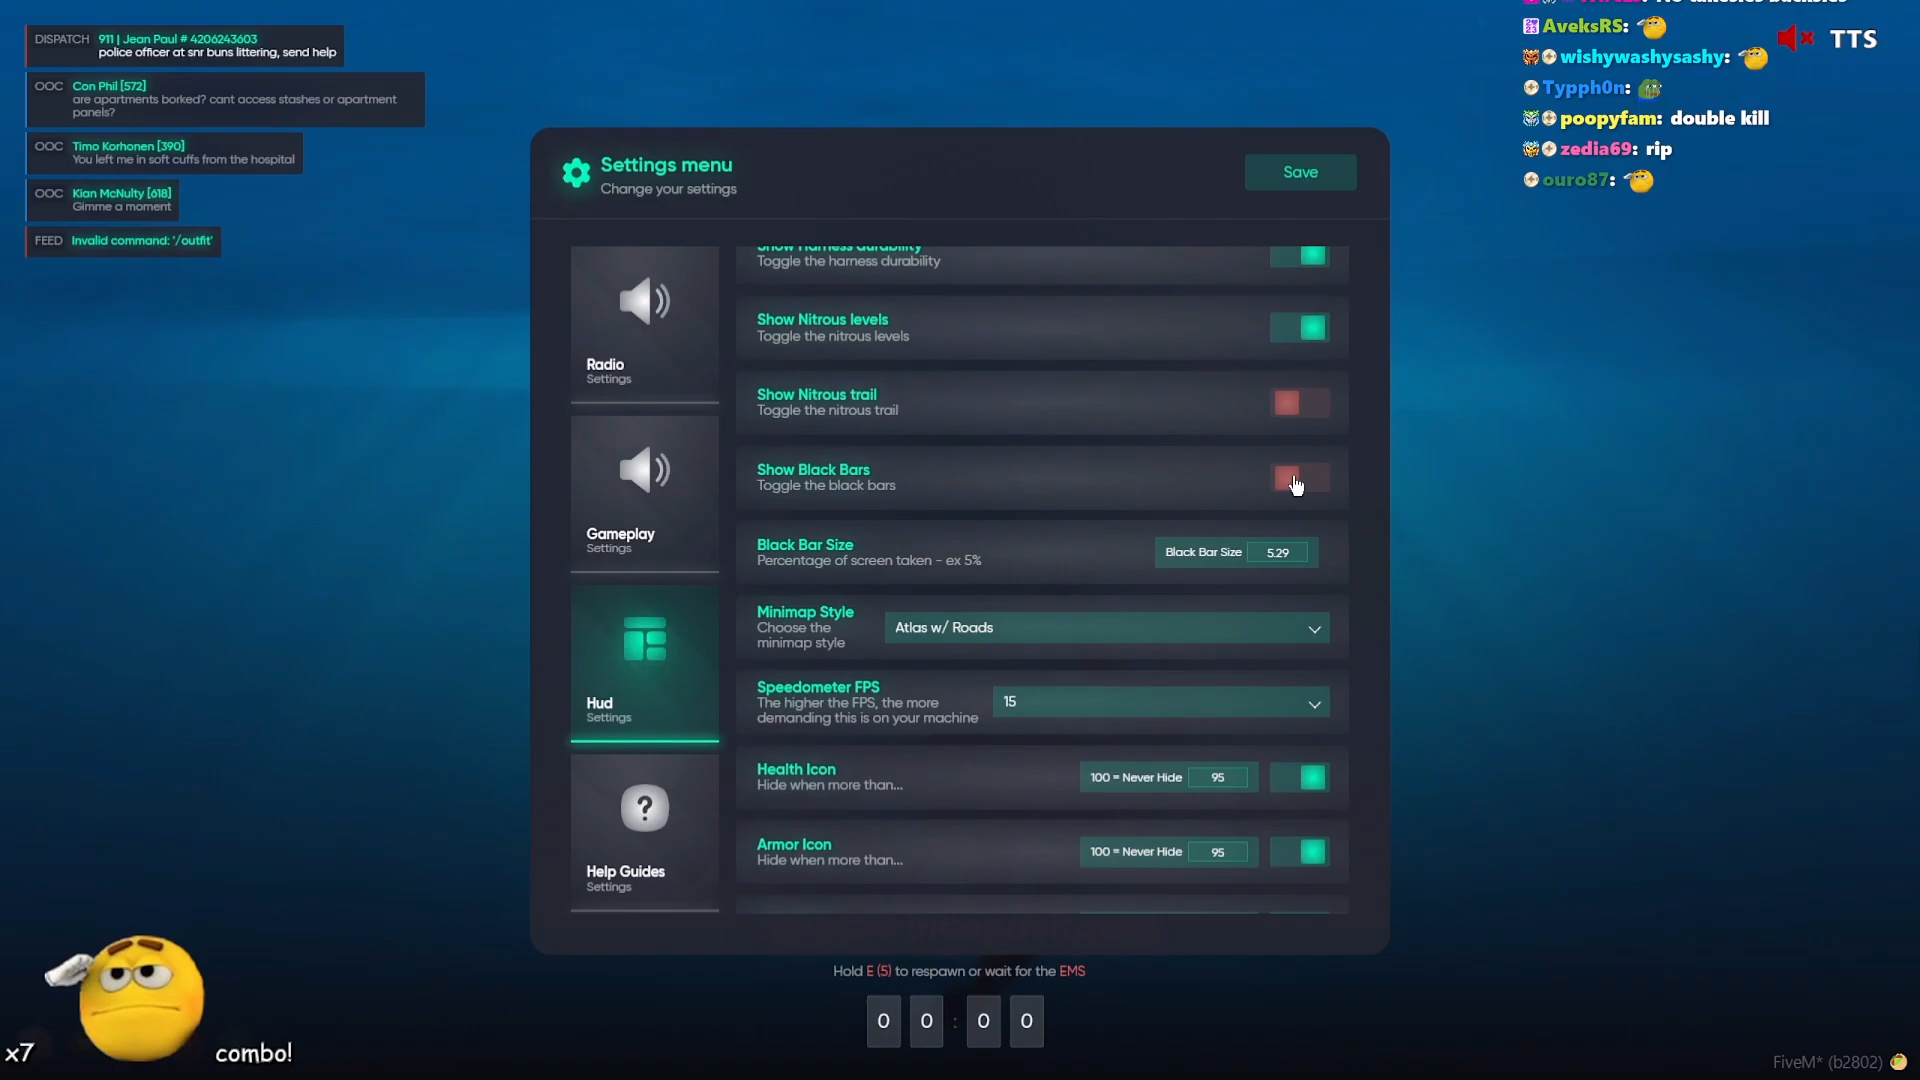 DISPATCH 911 | Jean Paul # 4206243603
police officer at snr buns littering, send help
OOC Con Phil [572]
are apartments borked? cant access stashes or apartment
panels?
OOC Timo Korhonen [390]
You left me in soft cuffs from the hospital
OOC Kian McNulty [618]
Gimme a moment
FEED Invalid command: '/outfit'
Settings menu
Change your settings
Save
Radio
Settings
Gameplay
Settings
Hud
Settings
Help Guides
Settings
Show Harness durability
Toggle the harness durability
Show Nitrous levels
Toggle the nitrous levels
Show Nitrous trail
Toggle the nitrous trail
Show Black Bars
Toggle the black bars
Black Bar Size
Percentage of screen taken - ex 5%
Black Bar Size 5.29
Minimap Style
Choose the
minimap style
Atlas w/ Roads
Speedometer FPS
The higher the FPS, the more
demanding this is on your machine
15
Health Icon
Hide when more than...
100 = Never Hide 95
Armor Icon
Hide when more than...
100 = Never Hide 95
Hold E (5) to respawn or wait for the EMS
0 0 : 0 0
AveksRS:
wishywashysashy:
Typph0n:
poopyfam: double kill
zedia69: rip
ouro87:
TTS
x7 combo!
FiveM* (b2802)